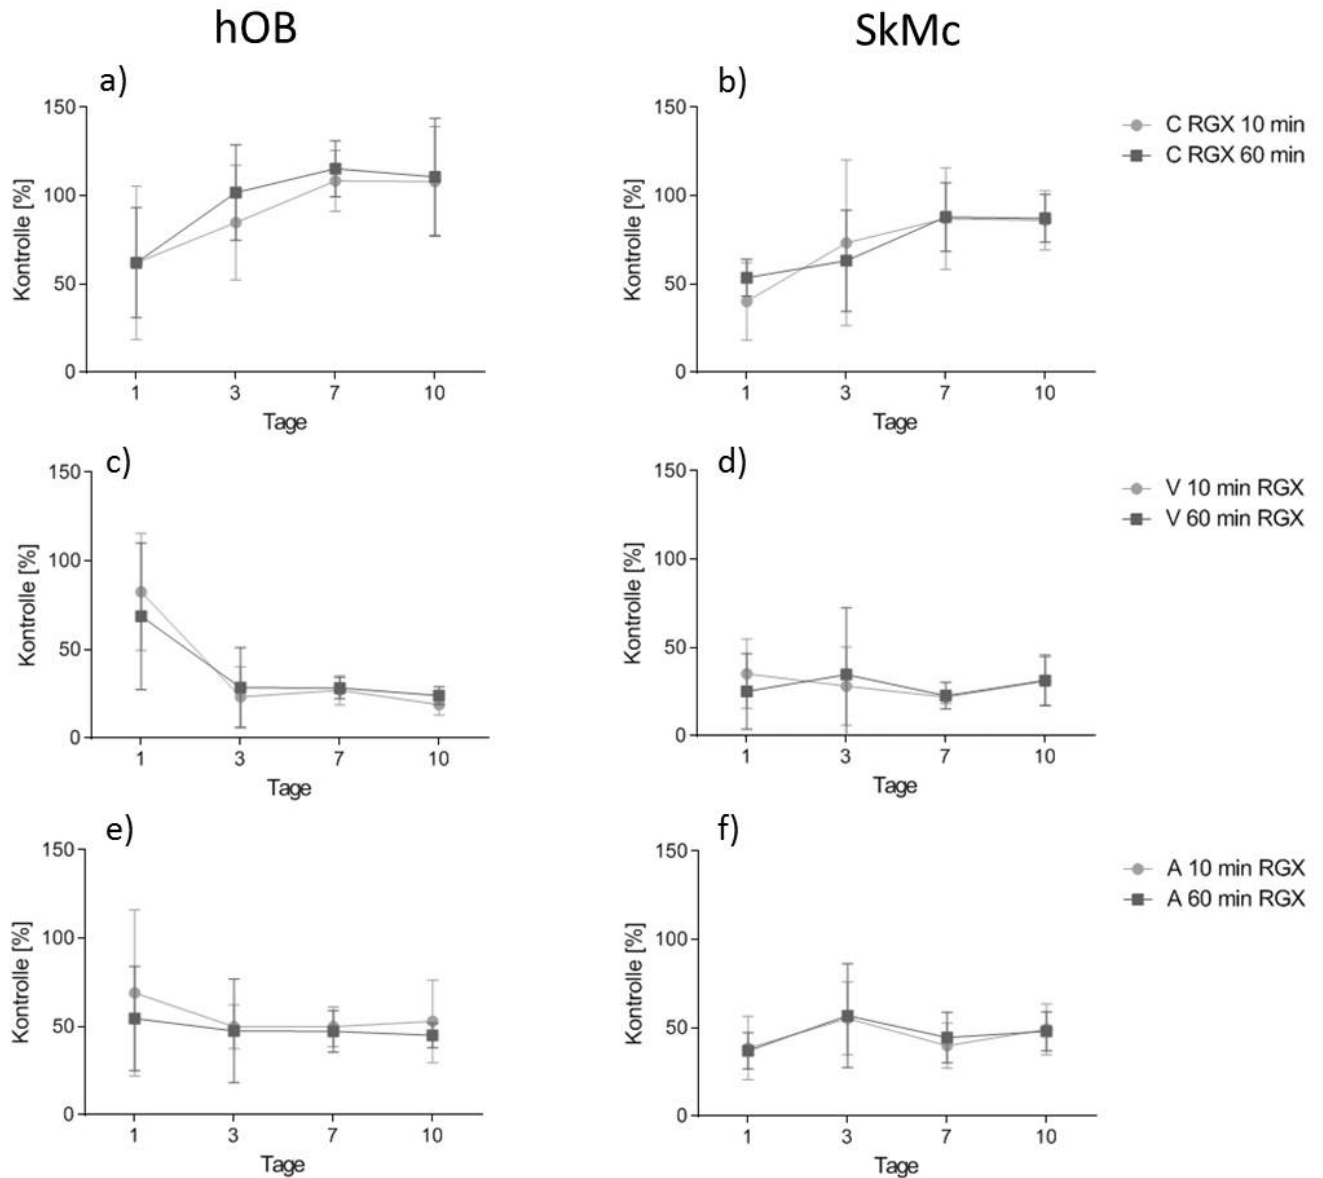 hOB
SkMc
a)
150
100
50
0
Kontrolle [%]
1 3 7 10
Tage
b)
150
100
50
0
Kontrolle [%]
1 3 7 10
Tage
C RGX 10 min
C RGX 60 min
c)
150
100
50
0
Kontrolle [%]
1 3 7 10
Tage
d)
150
100
50
0
Kontrolle [%]
1 3 7 10
Tage
V 10 min RGX
V 60 min RGX
e)
150
100
50
0
Kontrolle [%]
1 3 7 10
Tage
f)
150
100
50
0
Kontrolle [%]
1 3 7 10
Tage
A 10 min RGX
A 60 min RGX